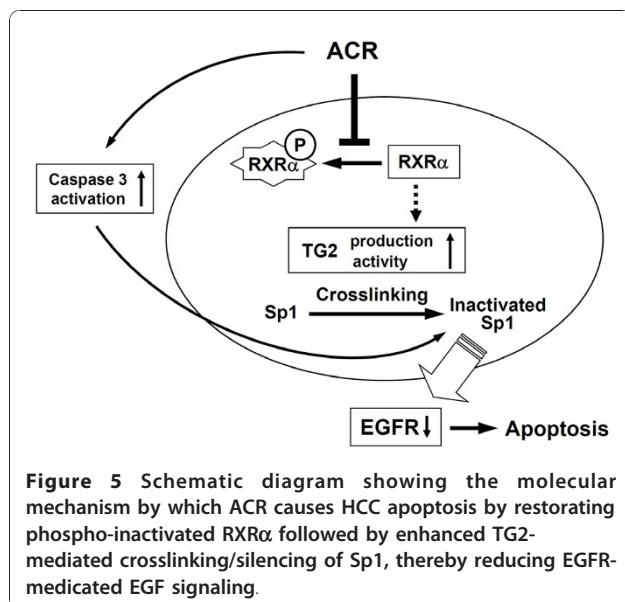 ACR
P
RXRα
RXRα
Caspase 3
activation
TG2 production
activity
Crosslinking
Sp1
Inactivated
Sp1
EGFR
Apoptosis
Figure 5 Schematic diagram showing the molecular
mechanism by which ACR causes HCC apoptosis by restorating
phospho-inactivated RXRα followed by enhanced TG2-
mediated crosslinking/silencing of Sp1, thereby reducing EGFR-
medicated EGF signaling.